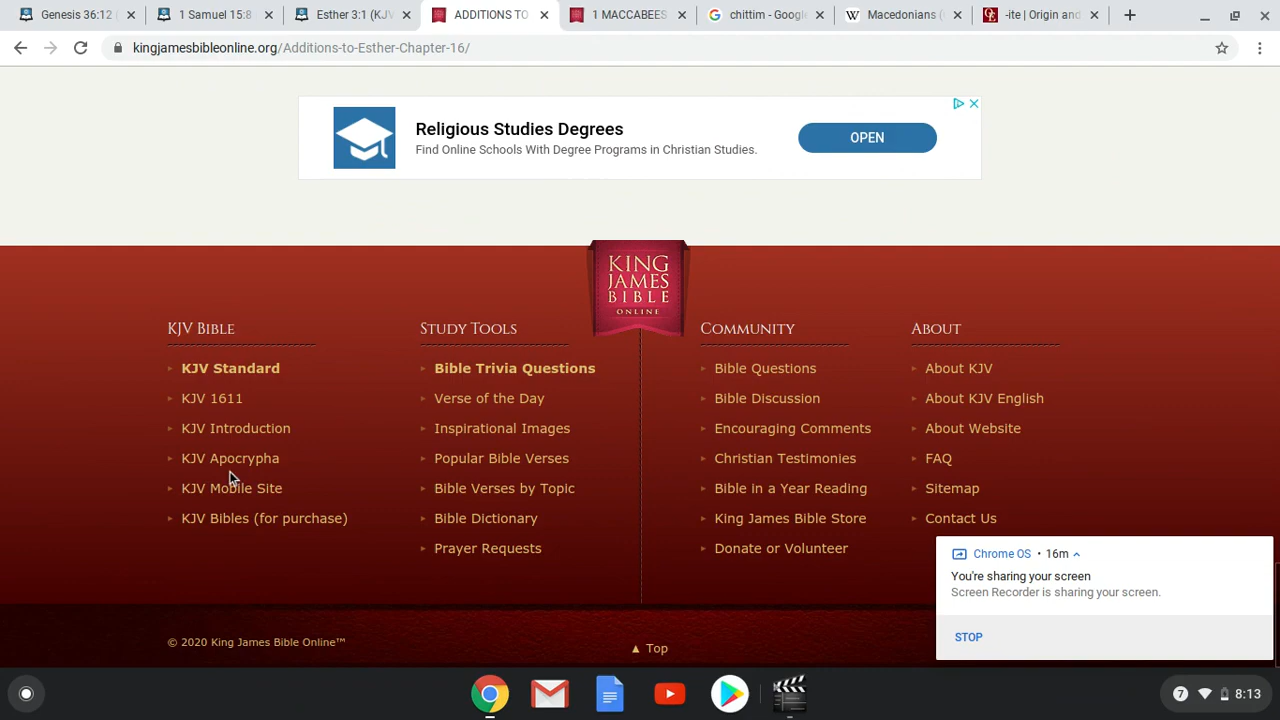 Genesis 36:12 (
1 Samuel 15:8
Esther 3:1 (KJV
ADDITIONS TO
1 MACCABEES
chittim - Google
Macedonians (
-ite | Origin and
kingjamesbibleonline.org/Additions-to-Esther-Chapter-16/
Religious Studies Degrees
Find Online Schools With Degree Programs in Christian Studies.
OPEN
KING
JAMES
BIBLE
ONLINE
KJV BIBLE
KJV Standard
KJV 1611
KJV Introduction
KJV Apocrypha
KJV Mobile Site
KJV Bibles (for purchase)
STUDY TOOLS
Bible Trivia Questions
Verse of the Day
Inspirational Images
Popular Bible Verses
Bible Verses by Topic
Bible Dictionary
Prayer Requests
COMMUNITY
Bible Questions
Bible Discussion
Encouraging Comments
Christian Testimonies
Bible in a Year Reading
King James Bible Store
Donate or Volunteer
ABOUT
About KJV
About KJV English
About Website
FAQ
Sitemap
Contact Us
Chrome OS • 16m
You're sharing your screen
Screen Recorder is sharing your screen.
STOP
© 2020 King James Bible Online™
▲ Top
7
8:13